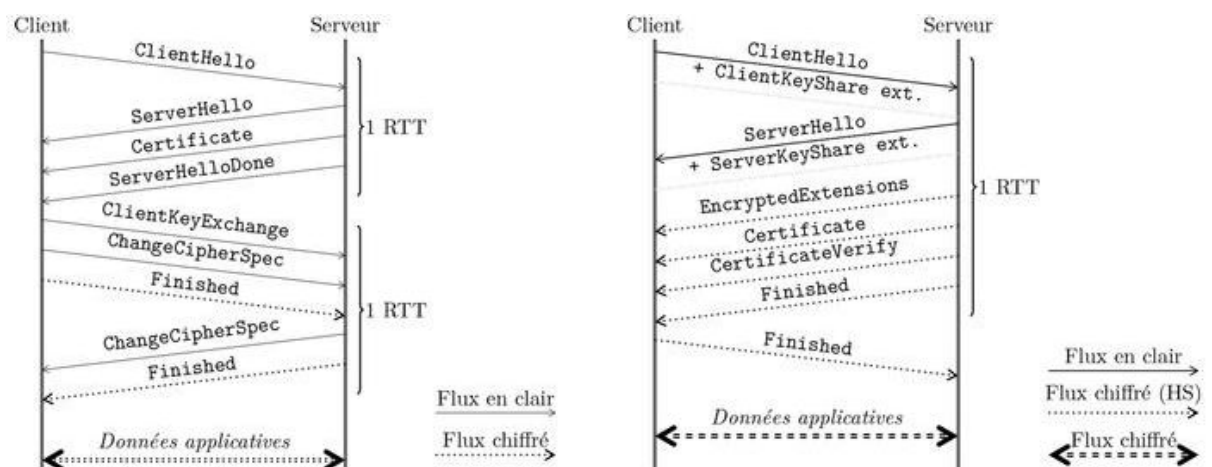 Client
Serveur
ClientHello
ServerHello
Certificate
ServerHelloDone
1 RTT
ClientKeyExchange
ChangeCipherSpec
Finished
ChangeCipherSpec
Finished
1 RTT
Données applicatives
Flux en clair
Flux chiffré
Client
Serveur
ClientHello
+ ClientKeyShare ext.
ServerHello
+ ServerKeyShare ext.
EncryptedExtensions
Certificate
CertificateVerify
Finished
1 RTT
Finished
Données applicatives
Flux en clair
Flux chiffré (HS)
Flux chiffré